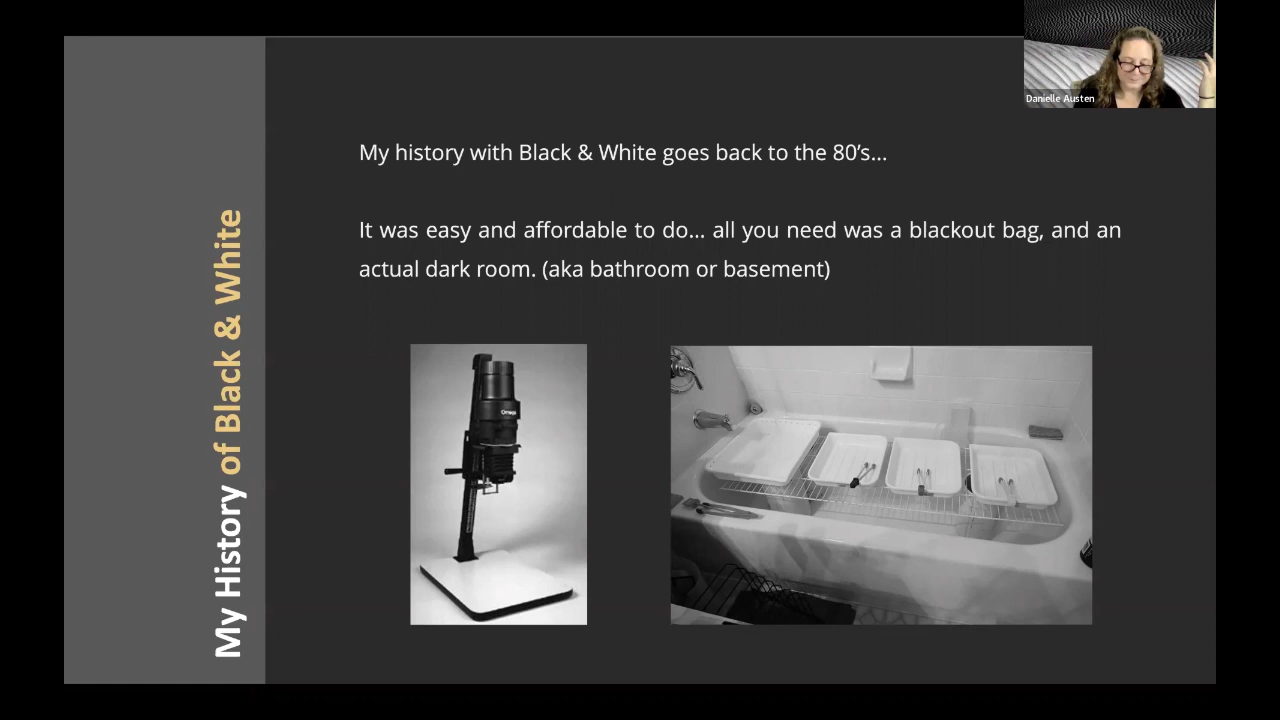 Danielle Austen
My History of Black & White
My history with Black & White goes back to the 80’s…
It was easy and affordable to do… all you need was a blackout bag, and an
actual dark room. (aka bathroom or basement)
Omega